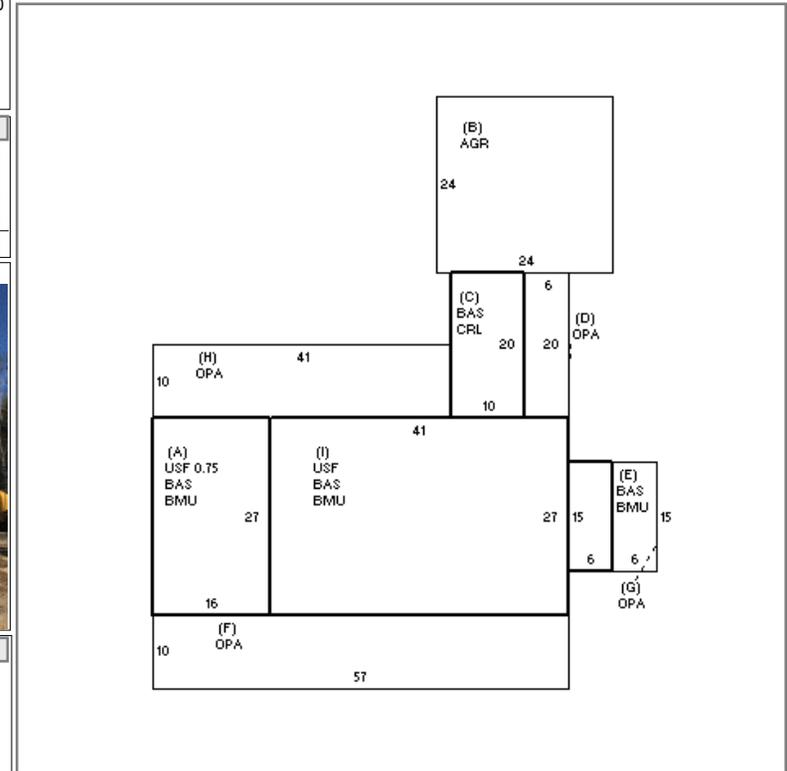 (B)
AGR
24
24
(C)
BAS
CRL
20
10
6
20
(D)
OPA
(H)
OPA
41
10
(A)
USF 0.75
BAS
BMU
27
16
41
(I)
USF
BAS
BMU
27
15
6
(E)
BAS
BMU
15
6
(G)
OPA
(F)
OPA
10
57